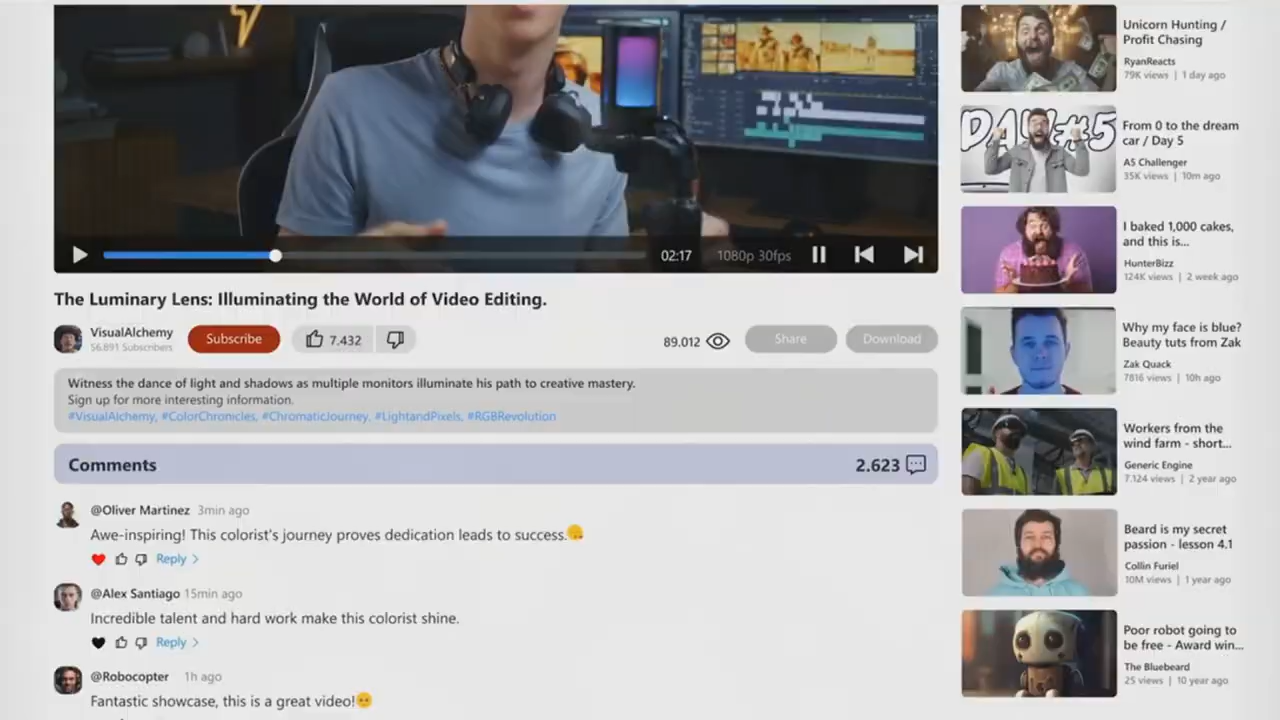 02:17
1080p 30fps
The Luminary Lens: Illuminating the World of Video Editing.
VisualAlchemy
56.891 Subscribers
Subscribe
7.432
89.012
Share
Download
Witness the dance of light and shadows as multiple monitors illuminate his path to creative mastery.
Sign up for more interesting information.
#VisualAlchemy, #ColorChronicles, #ChromaticJourney, #LightandPixels, #RGBRevolution
Comments
2.623
@Oliver Martinez 3min ago
Awe-inspiring! This colorist's journey proves dedication leads to success.
Reply >
@Alex Santiago 15min ago
Incredible talent and hard work make this colorist shine.
Reply >
@Robocopter 1h ago
Fantastic showcase, this is a great video!
Unicorn Hunting /
Profit Chasing
RyanReacts
79K views | 1 day ago
DAY #5
From 0 to the dream
car / Day 5
A5 Challenger
35K views | 10m ago
I baked 1,000 cakes,
and this is...
HunterBizz
124K views | 2 week ago
Why my face is blue?
Beauty tuts from Zak
Zak Quack
7816 views | 10h ago
Workers from the
wind farm - short...
Generic Engine
7.124 views | 2 year ago
Beard is my secret
passion - lesson 4.1
Collin Furiel
10M views | 1 year ago
Poor robot going to
be free - Award win...
The Bluebeard
25 views | 10 year ago